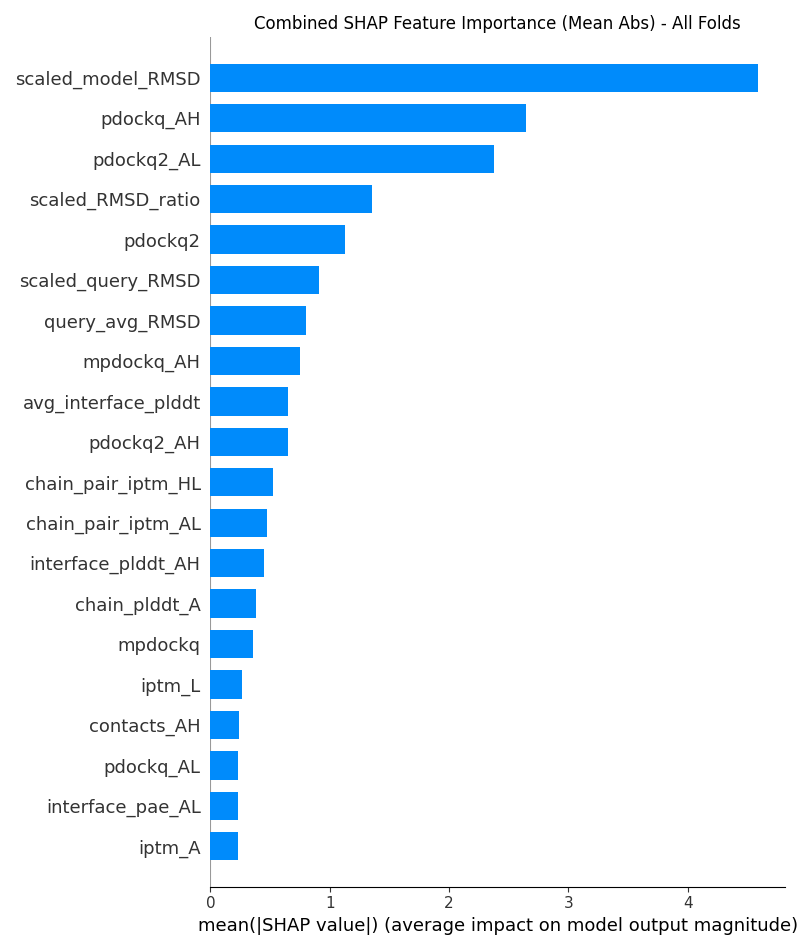 Combined SHAP Feature Importance (Mean Abs) - All Folds
scaled_model_RMSD
pdockq_AH
pdockq2_AL
scaled_RMSD_ratio
pdockq2
scaled_query_RMSD
query_avg_RMSD
mpdockq_AH
avg_interface_plddt
pdockq2_AH
chain_pair_iptm_HL
chain_pair_iptm_AL
interface_plddt_AH
chain_plddt_A
mpdockq
iptm_L
contacts_AH
pdockq_AL
interface_pae_AL
iptm_A
0 1 2 3 4
mean(|SHAP value|) (average impact on model output magnitude)